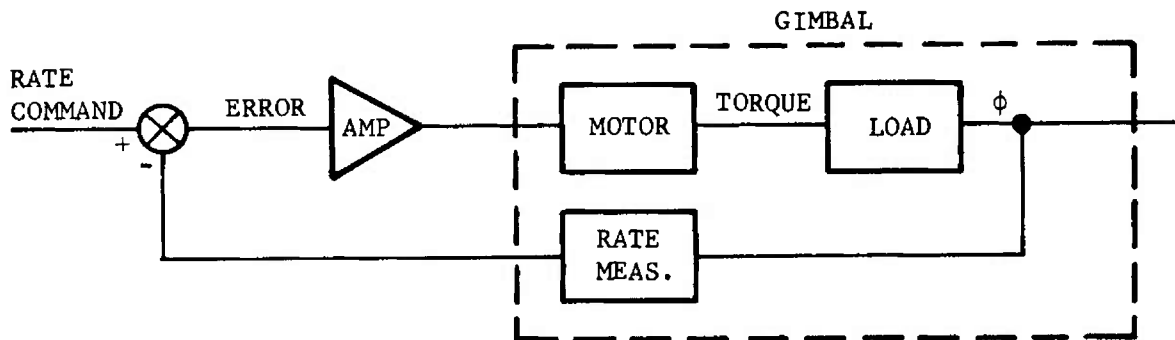 GIMBAL
RATE
COMMAND
+
-
ERROR
AMP
MOTOR
TORQUE
LOAD
ϕ
RATE
MEAS.